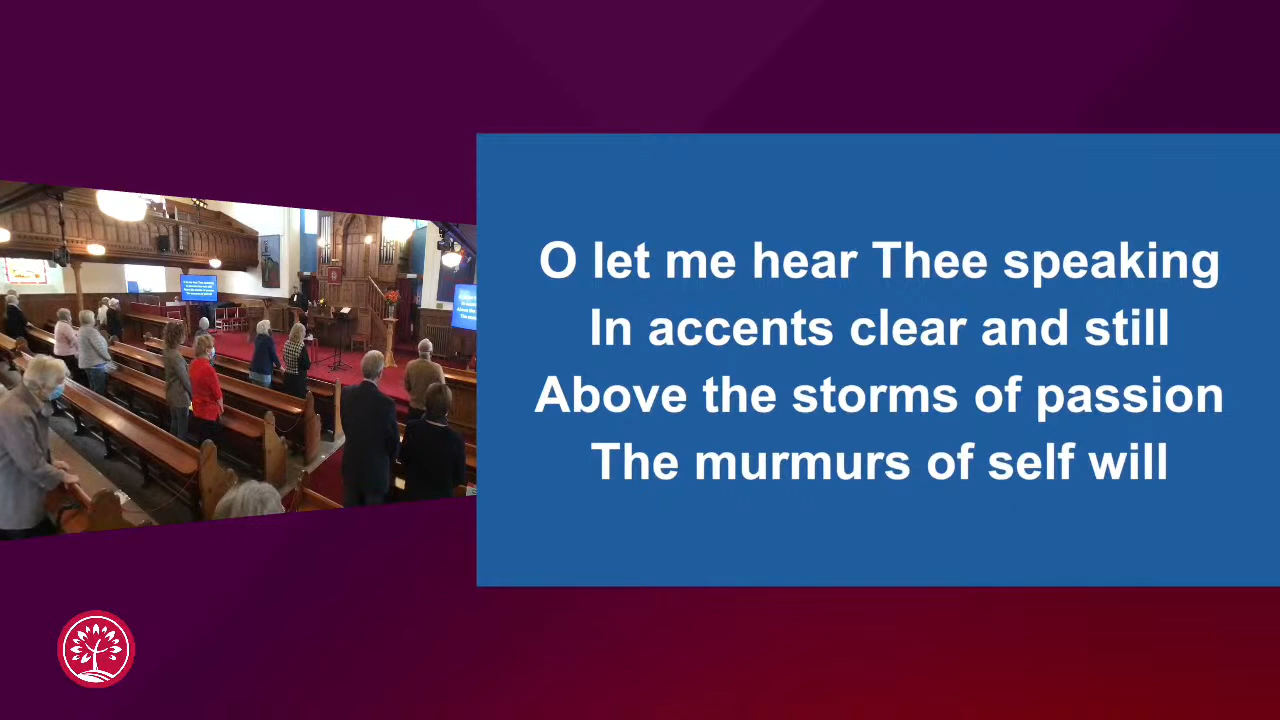 O let me hear Thee speaking
In accents clear and still
Above the storms of passion
The murmurs of self will